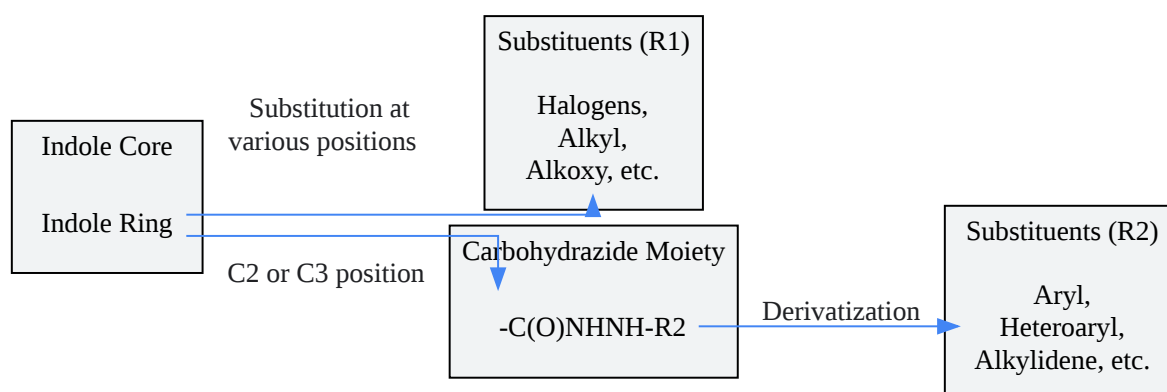 Indole Core
Indole Ring
Substitution at
various positions
C2 or C3 position
Substituents (R1)
Halogens,
Alkyl,
Alkoxy, etc.
Carbohydrazide Moiety
-C(O)NHNH-R2
Derivatization
Substituents (R2)
Aryl,
Heteroaryl,
Alkylidene, etc.